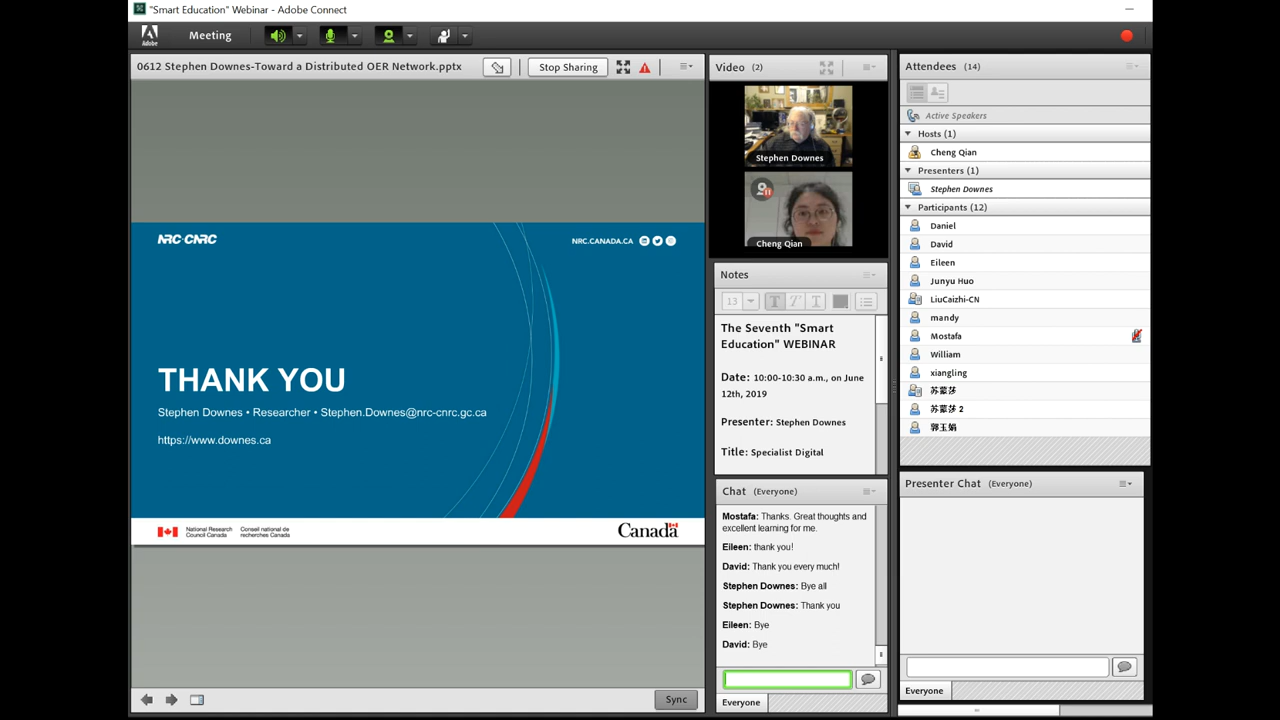 "Smart Education" Webinar - Adobe Connect
Adobe
Meeting
0612 Stephen Downes-Toward a Distributed OER Network.pptx
Stop Sharing
NRC·CNRC
NRC.CANADA.CA
THANK YOU
Stephen Downes • Researcher • Stephen.Downes@nrc-cnrc.gc.ca
https://www.downes.ca
National Research Conseil national de
Council Canada recherches Canada
Canada
Sync
Video (2)
Stephen Downes
Cheng Qian
Notes
13
The Seventh "Smart
Education" WEBINAR
Date: 10:00-10:30 a.m., on June
12th, 2019
Presenter: Stephen Downes
Title: Specialist Digital
Chat (Everyone)
Mostafa: Thanks. Great thoughts and
excellent learning for me.
Eileen: thank you!
David: Thank you every much!
Stephen Downes: Bye all
Stephen Downes: Thank you
Eileen: Bye
David: Bye
Everyone
Attendees (14)
Active Speakers
Hosts (1)
Cheng Qian
Presenters (1)
Stephen Downes
Participants (12)
Daniel
David
Eileen
Junyu Huo
LiuCaizhi-CN
mandy
Mostafa
William
xiangling
苏蒙莎
苏蒙莎 2
郭玉娟
Presenter Chat (Everyone)
Everyone